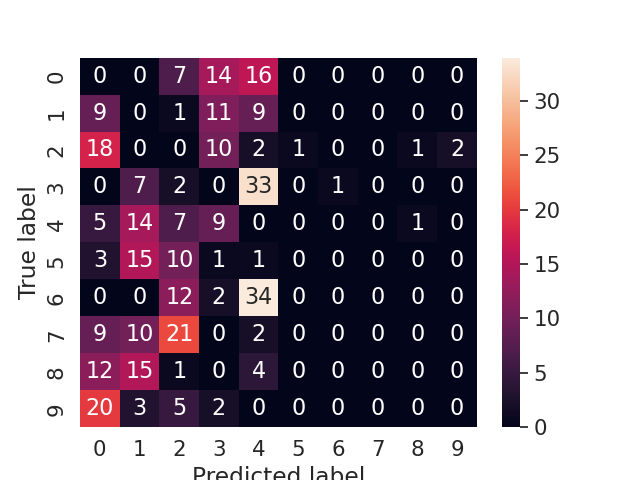 0 0 0 7 14 16 0 0 0 0 0
1 9 0 1 11 9 0 0 0 0 0
2 18 0 0 10 2 1 0 0 1 2
3 0 7 2 0 33 0 1 0 0 0
4 5 14 7 9 0 0 0 0 1 0
5 3 15 10 1 1 0 0 0 0 0
6 0 0 12 2 34 0 0 0 0 0
7 9 10 21 0 2 0 0 0 0 0
8 12 15 1 0 4 0 0 0 0 0
9 20 3 5 2 0 0 0 0 0 0
0 1 2 3 4 5 6 7 8 9
Predicted label
True label
30
25
20
15
10
5
0